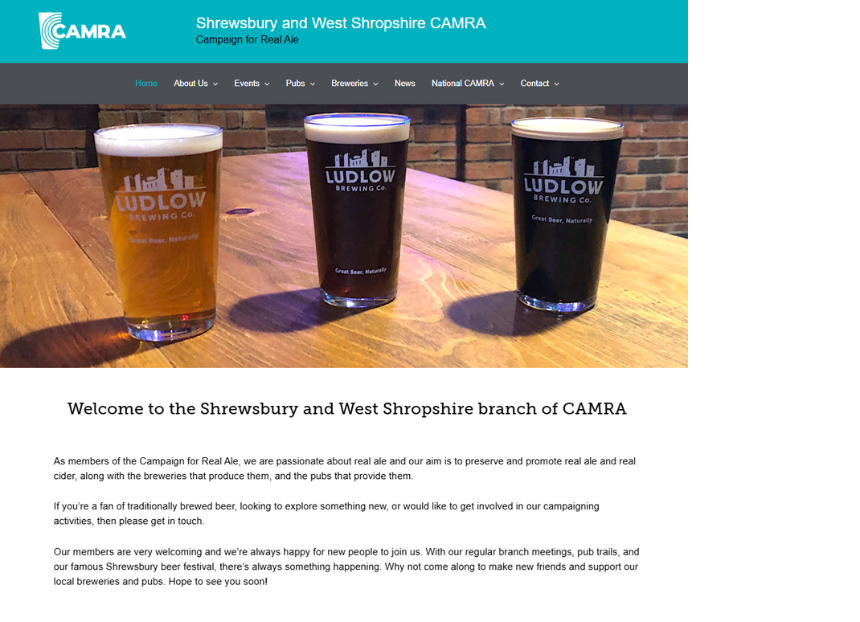 CAMRA
Shrewsbury and West Shropshire CAMRA
Campaign for Real Ale
Home About Us Events Pubs Breweries News National CAMRA Contact
LUDLOW
BREWING Co.
Great Beer, Naturally
LUDLOW
BREWING Co.
Great Beer, Naturally
LUDLOW
BREWING Co.
Great Beer, Naturally
Welcome to the Shrewsbury and West Shropshire branch of CAMRA
As members of the Campaign for Real Ale, we are passionate about real ale and our aim is to preserve and promote real ale and real
cider, along with the breweries that produce them, and the pubs that provide them.
If you're a fan of traditionally brewed beer, looking to explore something new, or would like to get involved in our campaigning
activities, then please get in touch.
Our members are very welcoming and we're always happy for new people to join us. With our regular branch meetings, pub trails, and
our famous Shrewsbury beer festival, there's always something happening. Why not come along to make new friends and support our
local breweries and pubs. Hope to see you soon!